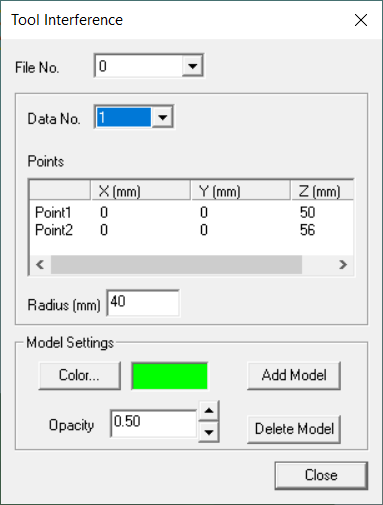 Tool Interference
File No. 0
Data No. 1
Points
X (mm) Y (mm) Z (mm)
Point1 0 0 50
Point2 0 0 56
Radius (mm) 40
Model Settings
Color... Add Model
Opacity 0.50 Delete Model
Close